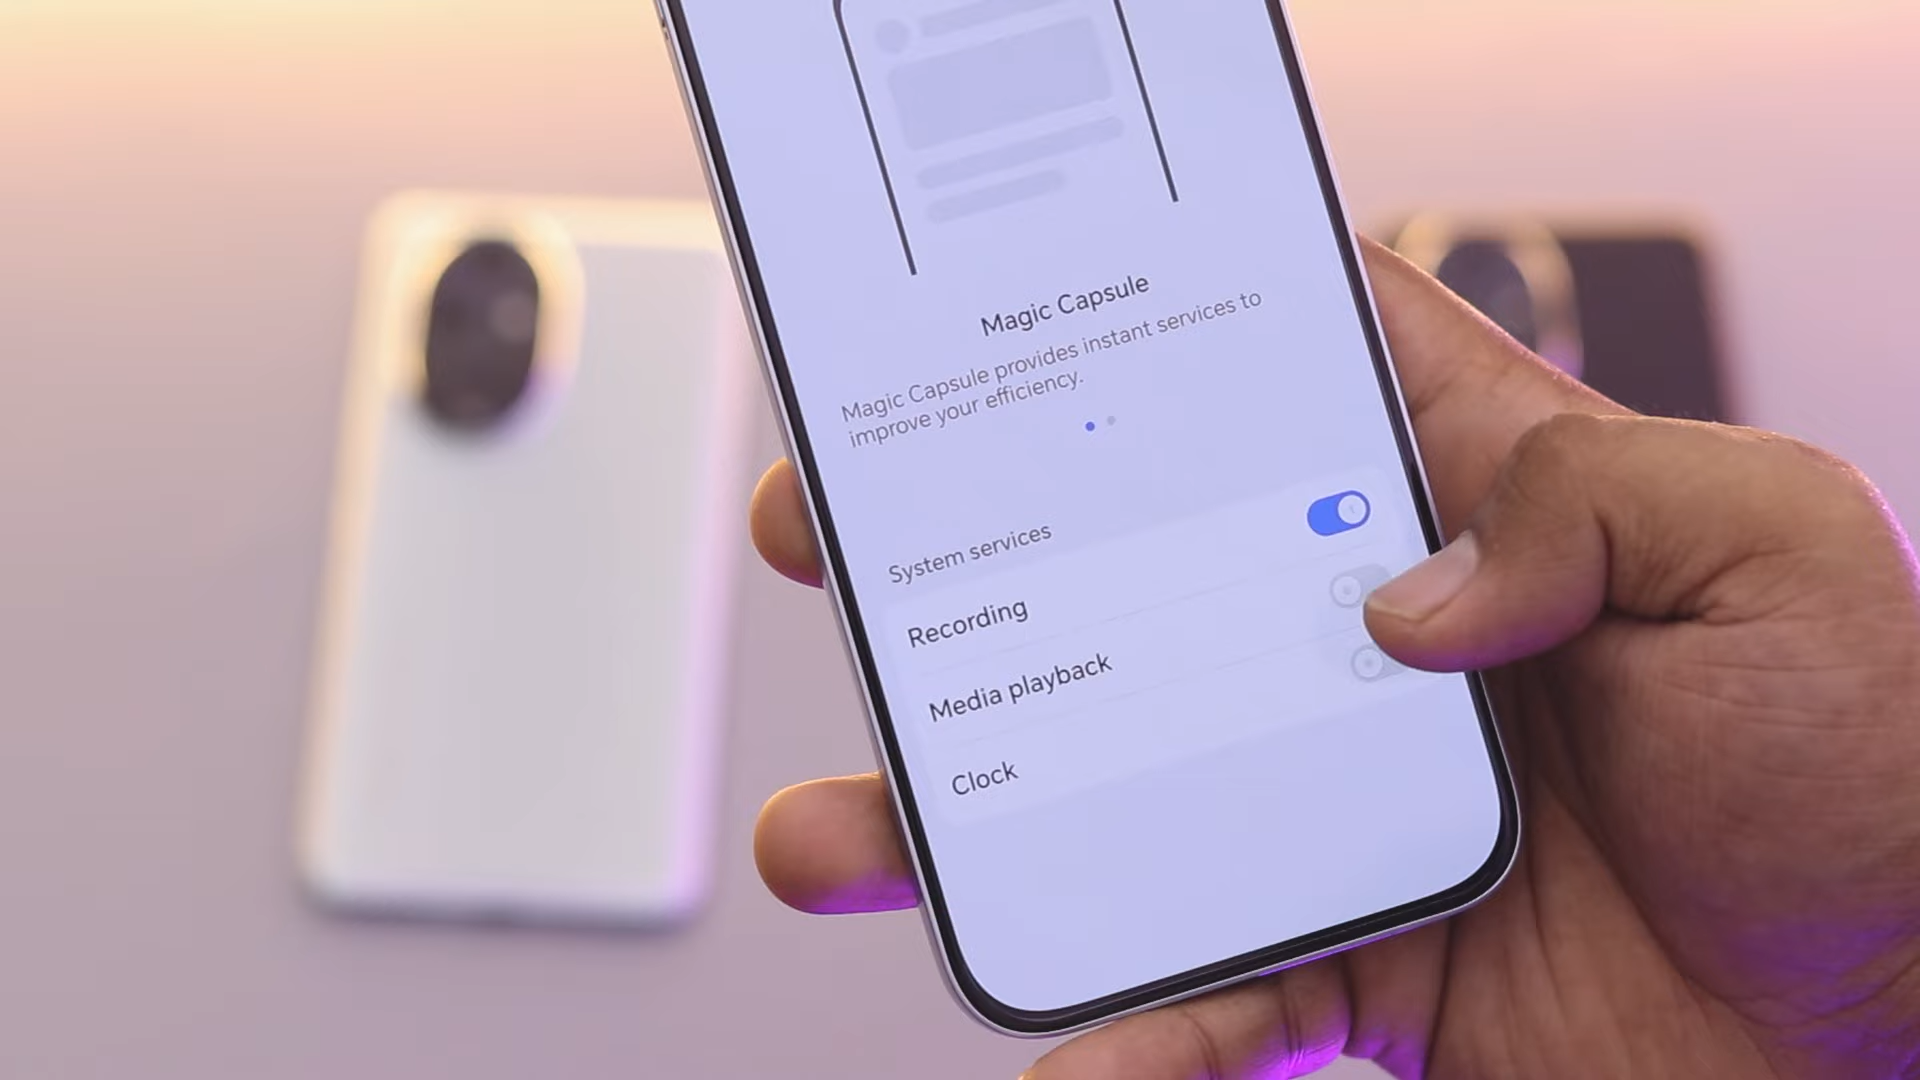 Magic Capsule
Magic Capsule provides instant services to
improve your efficiency.
System services
Recording
Media playback
Clock